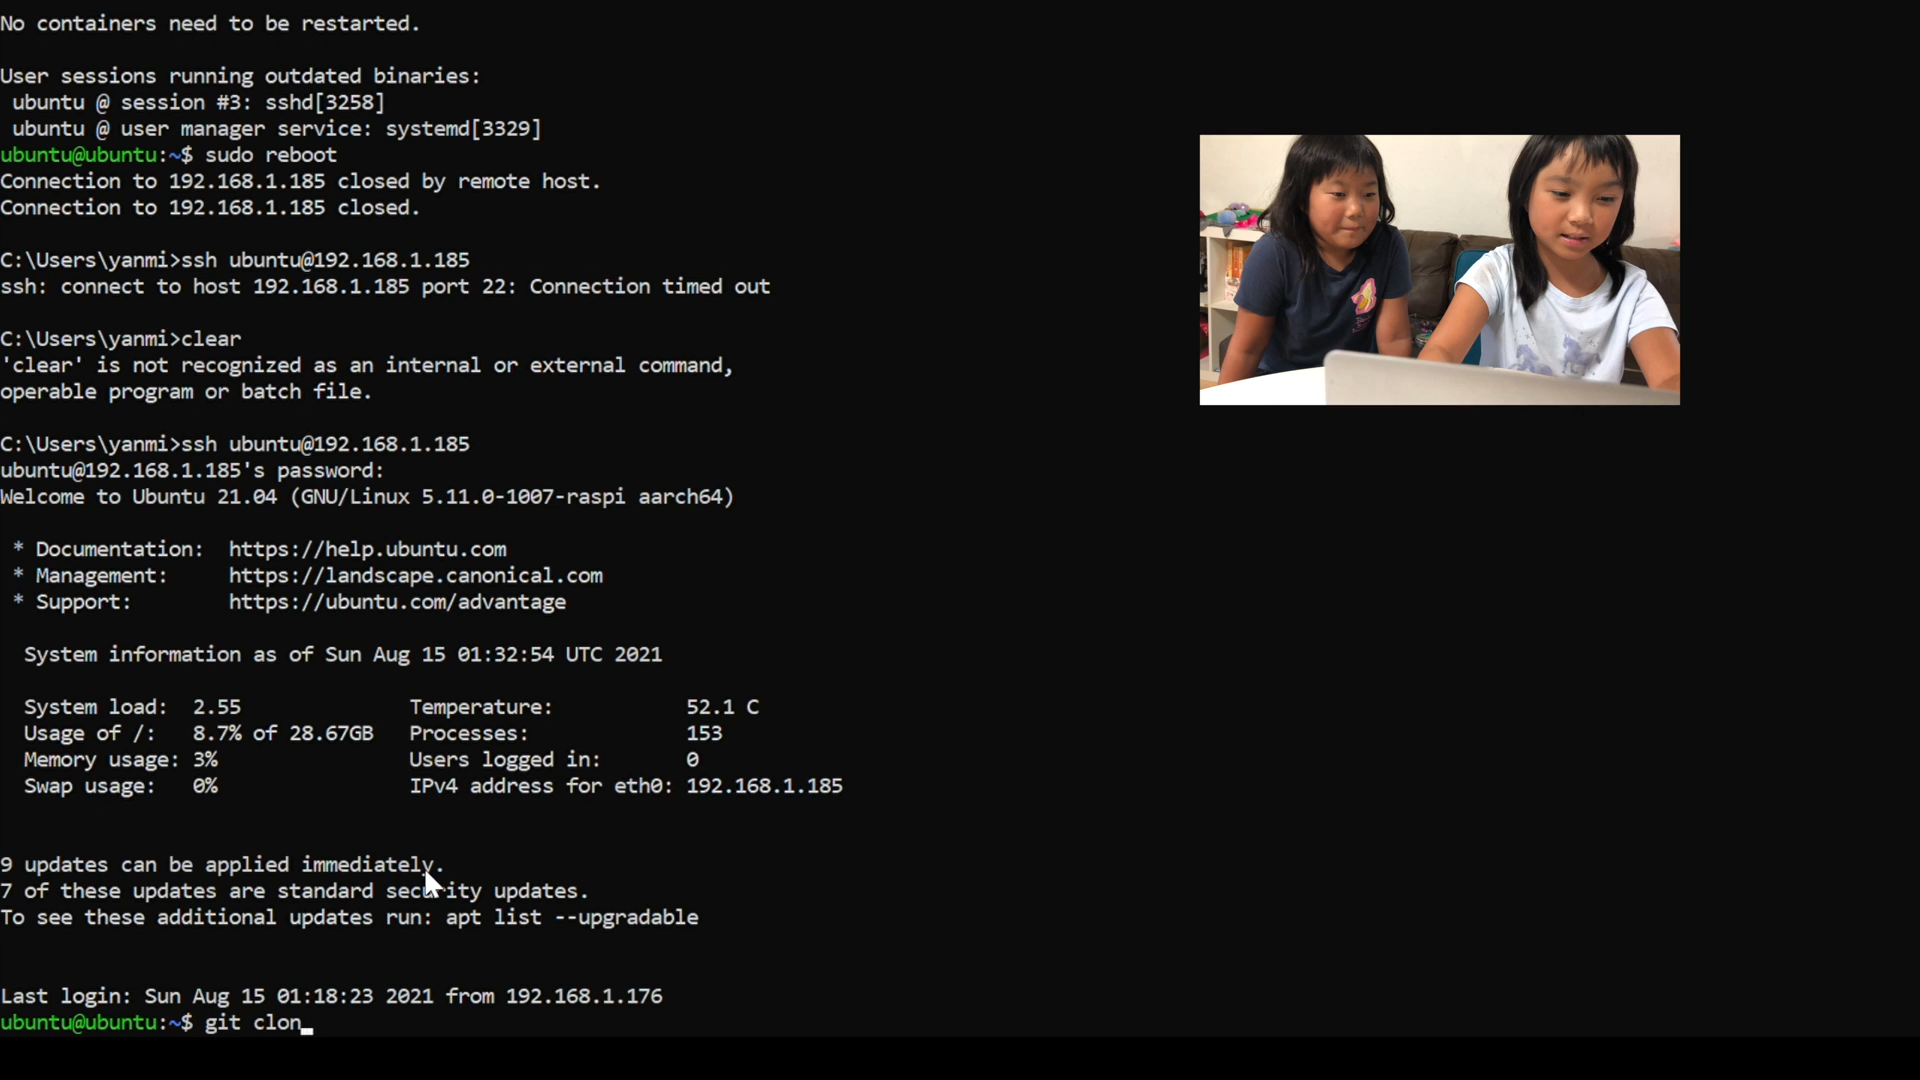 No containers need to be restarted.
User sessions running outdated binaries:
ubuntu @ session #3: sshd[3258]
ubuntu @ user manager service: systemd[3329]
ubuntu@ubuntu:~$ sudo reboot
Connection to 192.168.1.185 closed by remote host.
Connection to 192.168.1.185 closed.
C:\Users\yanmi>ssh ubuntu@192.168.1.185
ssh: connect to host 192.168.1.185 port 22: Connection timed out
C:\Users\yanmi>clear
'clear' is not recognized as an internal or external command,
operable program or batch file.
C:\Users\yanmi>ssh ubuntu@192.168.1.185
ubuntu@192.168.1.185's password:
Welcome to Ubuntu 21.04 (GNU/Linux 5.11.0-1007-raspi aarch64)
* Documentation:  https://help.ubuntu.com
* Management:     https://landscape.canonical.com
* Support:        https://ubuntu.com/advantage
System information as of Sun Aug 15 01:32:54 UTC 2021
System load:  2.55              Temperature:           52.1 C
Usage of /:   8.7% of 28.67GB   Processes:             153
Memory usage: 3%                Users logged in:       0
Swap usage:   0%                IPv4 address for eth0: 192.168.1.185
9 updates can be applied immediately.
7 of these updates are standard security updates.
To see these additional updates run: apt list --upgradable
Last login: Sun Aug 15 01:18:23 2021 from 192.168.1.176
ubuntu@ubuntu:~$ git clon_